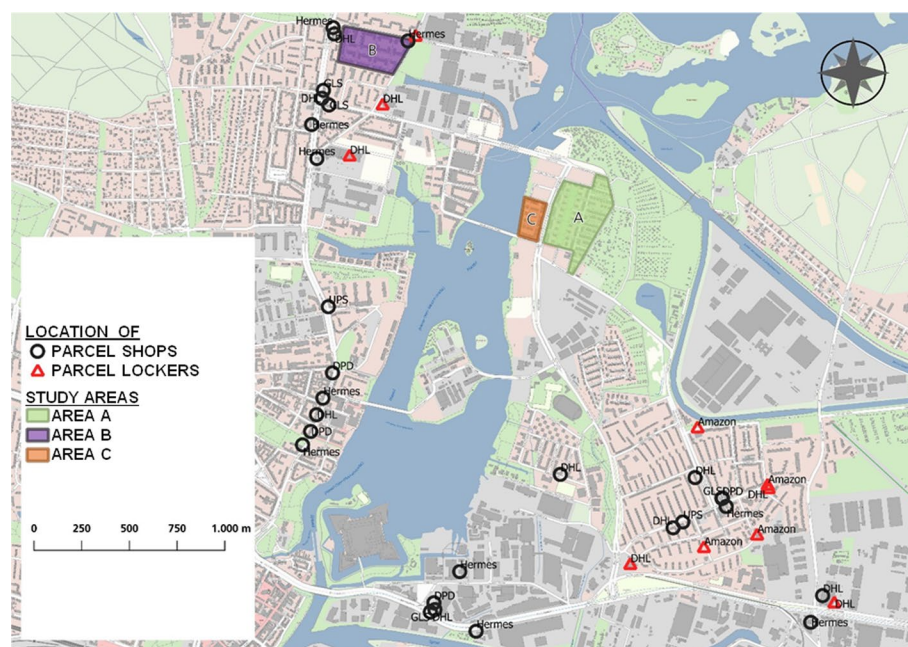 Hermes
DHL
Hermes
B
GLS
DHL
GLS
DHL
Hermes
Hermes
DHL
C
A
UPS
LOCATION OF
PARCEL SHOPS
PARCEL LOCKERS
STUDY AREAS
AREA A
AREA B
AREA C
0 250 500 750 1.000 m
DPD
Hermes
DHL
DPD
Hermes
Amazon
DHL
DHL
Amazon
GLS DPD
DHL
Hermes
DHL
UPS
Amazon
Amazon
DHL
Hermes
DPD
GLS
DHL
Hermes
DHL
DHL
Hermes